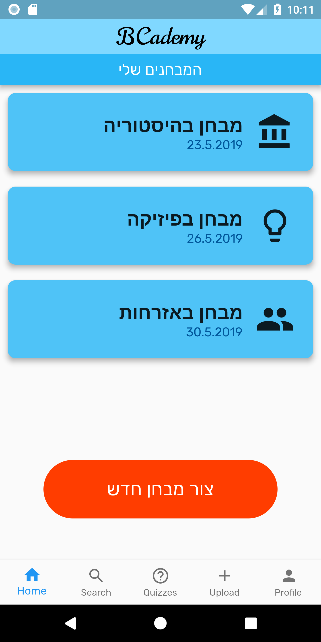 10:11
BCademy
המבחנים שלי
מבחן בהיסטוריה
23.5.2019
מבחן בפיזיקה
26.5.2019
מבחן באזרחות
30.5.2019
צור מבחן חדש
Home
Search
Quizzes
Upload
Profile